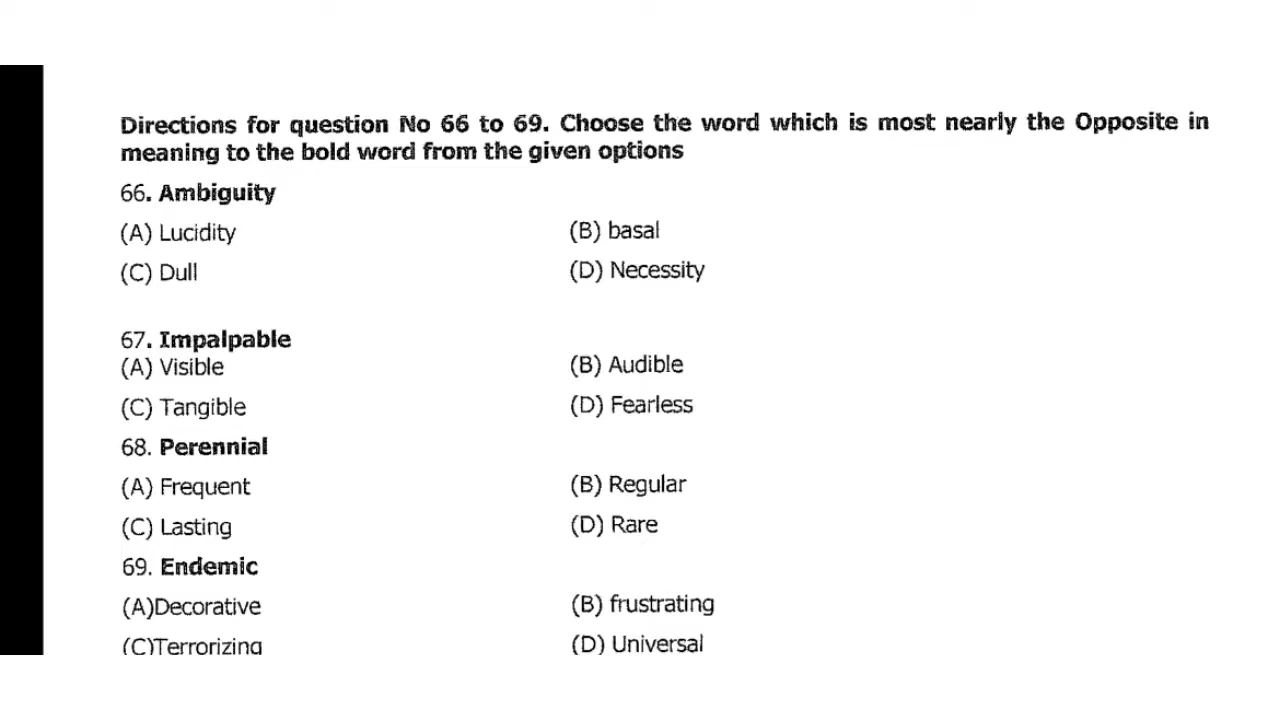 Directions for question No 66 to 69. Choose the word which is most nearly the Opposite in
meaning to the bold word from the given options
66. Ambiguity
(A) Lucidity (B) basal
(C) Dull (D) Necessity
67. Impalpable
(A) Visible (B) Audible
(C) Tangible (D) Fearless
68. Perennial
(A) Frequent (B) Regular
(C) Lasting (D) Rare
69. Endemic
(A)Decorative (B) frustrating
(C)Terrorizing (D) Universal